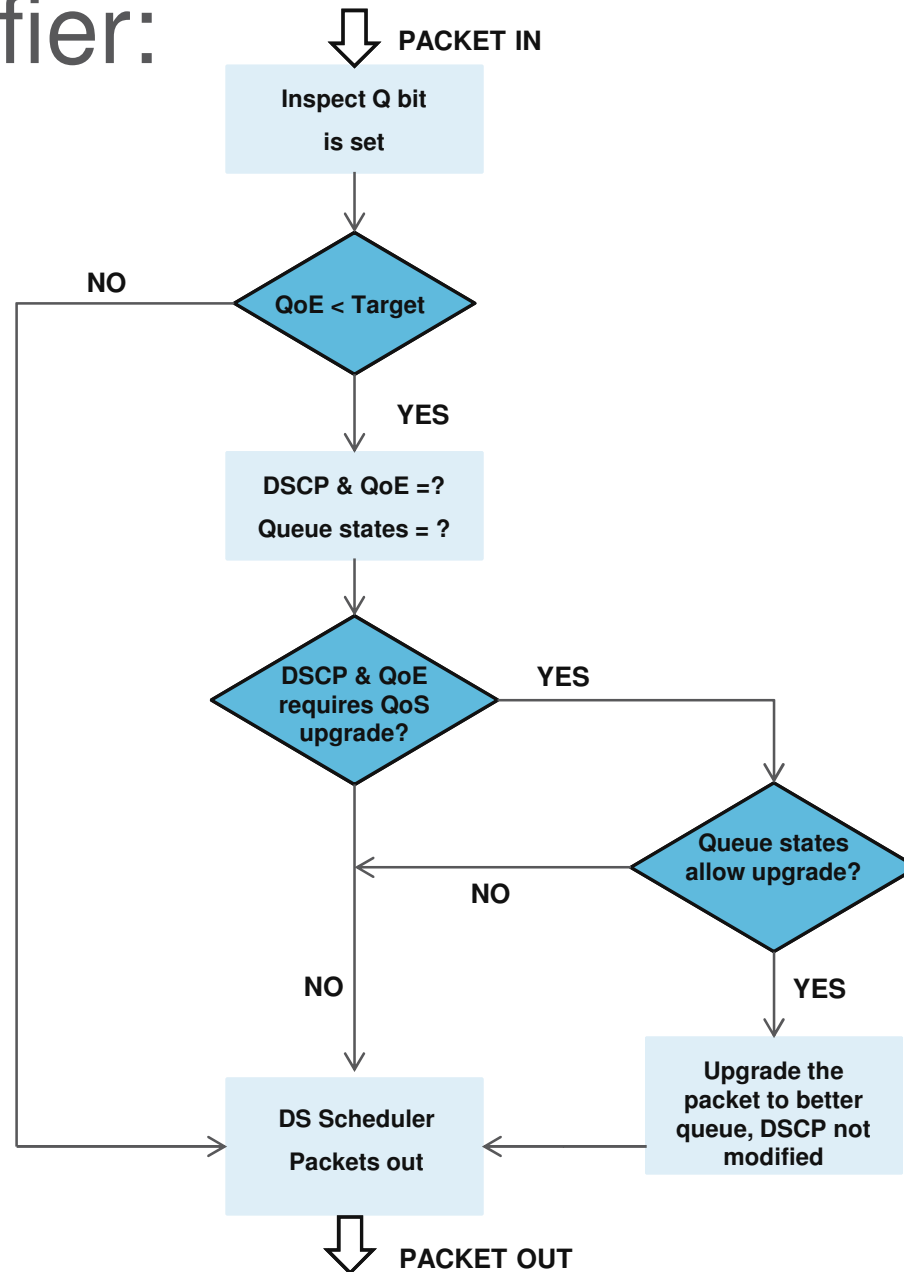 fier:
PACKET IN
Inspect Q bit
is set
NO
QoE < Target
YES
DSCP & QoE =?
Queue states = ?
DSCP & QoE
requires QoS
upgrade?
YES
Queue states
allow upgrade?
NO
NO
YES
Upgrade the
packet to better
queue, DSCP not
modified
DS Scheduler
Packets out
PACKET OUT